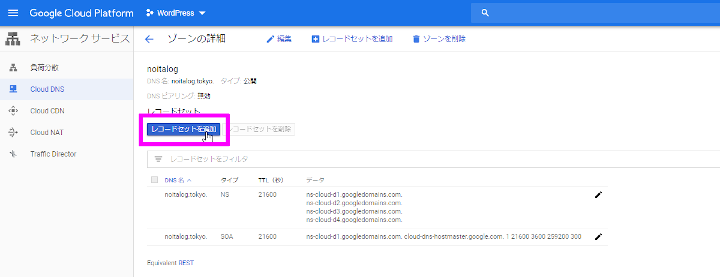 Google Cloud Platform
WordPress
ネットワーク サービス
ゾーンの詳細
編集
レコードセットを追加
ゾーンを削除
負荷分散
Cloud DNS
Cloud CDN
Cloud NAT
Traffic Director
noitalog
DNS 名 noitalog.tokyo. タイプ 公開
DNS ピアリング 無効
レコードセット
レコードセットを追加
レコードセットを削除
レコードセットをフィルタ
DNS 名 タイプ TTL（秒） データ
noitalog.tokyo. NS 21600 ns-cloud-d1.googledomains.com.
ns-cloud-d2.googledomains.com.
ns-cloud-d3.googledomains.com.
ns-cloud-d4.googledomains.com.
noitalog.tokyo. SOA 21600 ns-cloud-d1.googledomains.com. cloud-dns-hostmaster.google.com. 1 21600 3600 259200 300
Equivalent REST